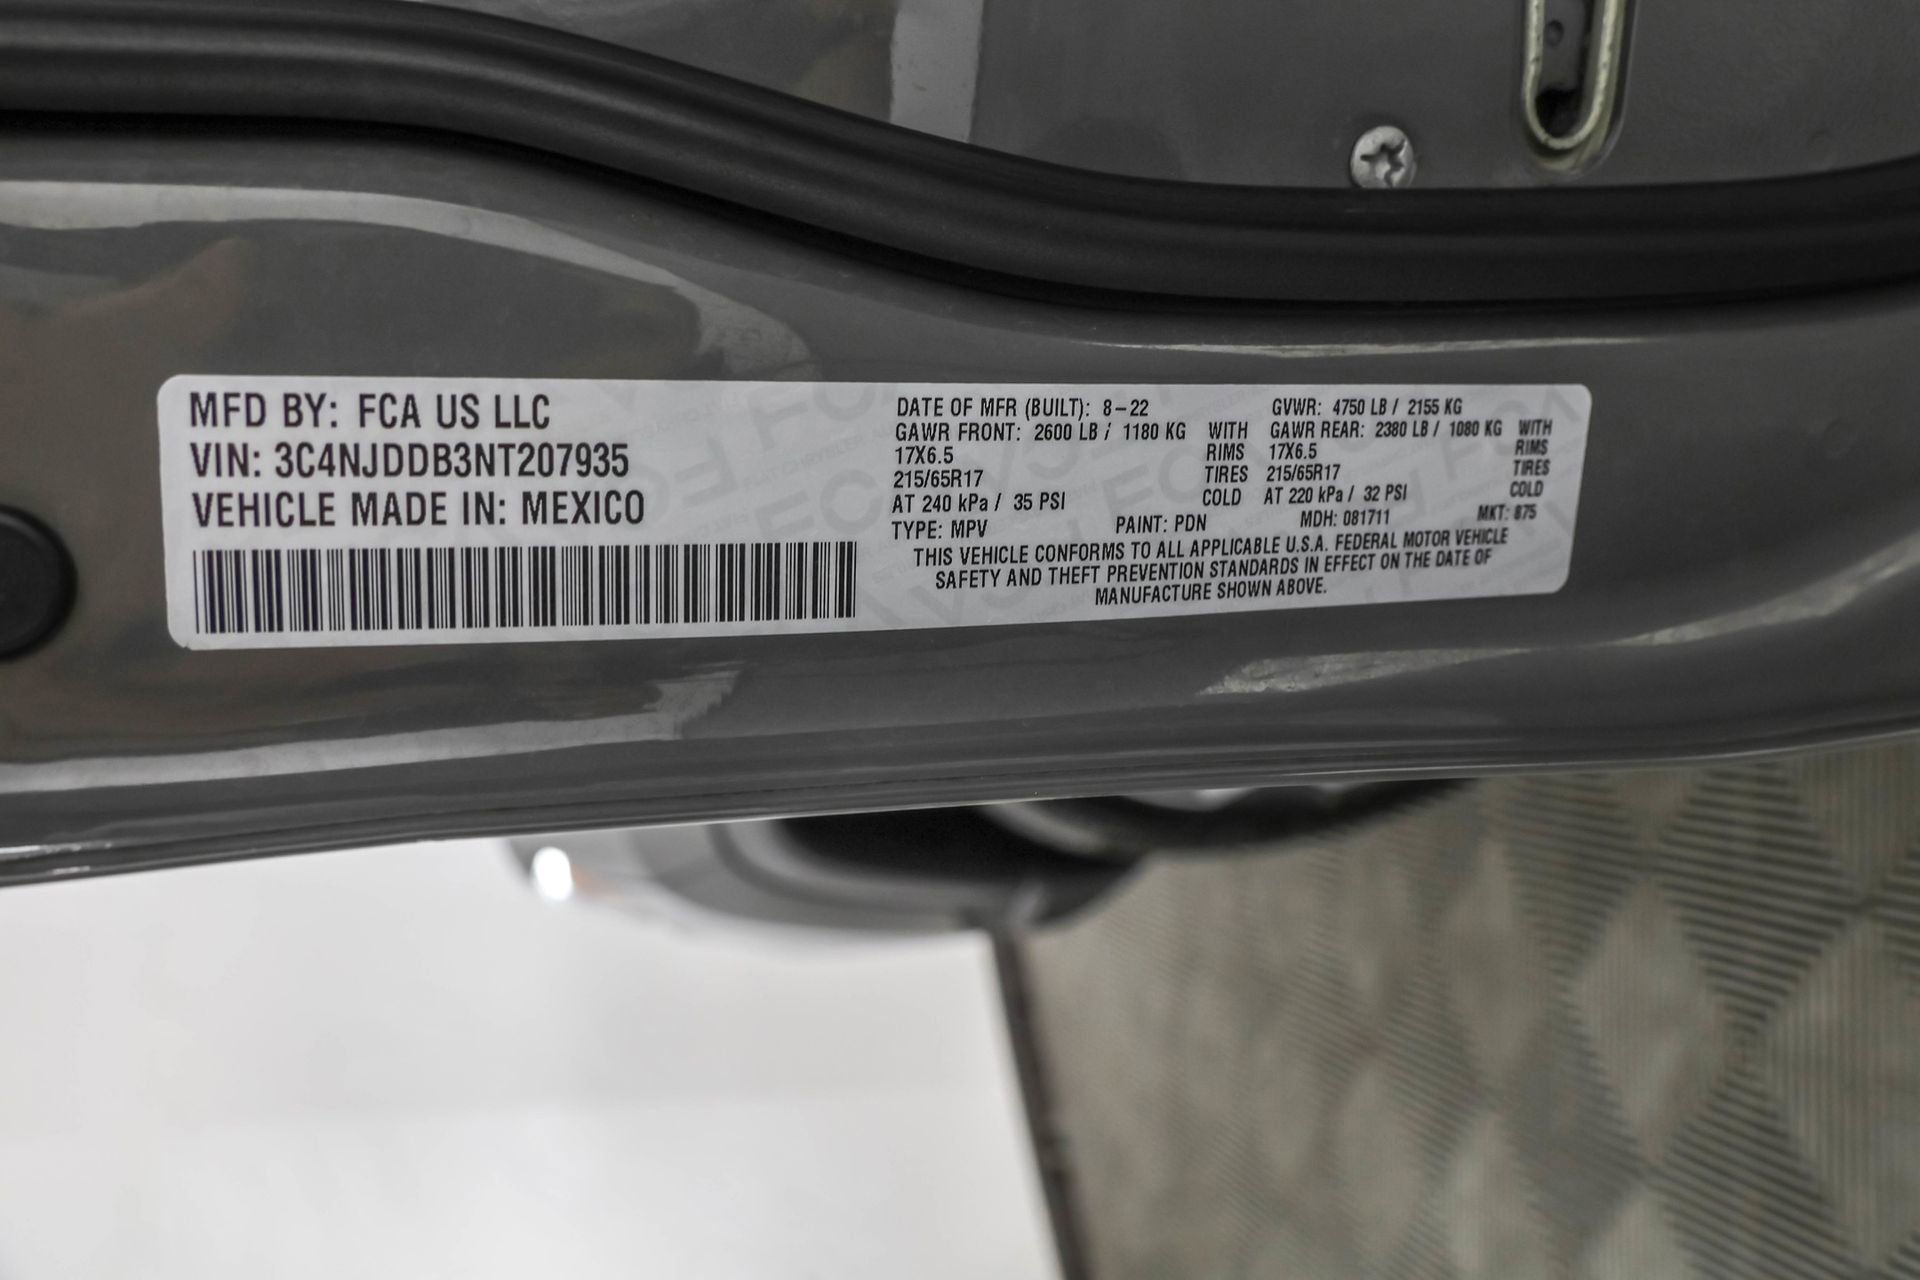 MFD BY: FCA US LLC
VIN: 3C4NJDDB3NT207935
VEHICLE MADE IN: MEXICO
DATE OF MFR (BUILT): 8-22 GVWR: 4750 LB / 2155 KG
GAWR FRONT: 2600 LB / 1180 KG WITH GAWR REAR: 2380 LB / 1080 KG WITH
17X6.5 RIMS 17X6.5 RIMS
215/65R17 TIRES 215/65R17 TIRES
AT 240 kPa / 35 PSI COLD AT 220 kPa / 32 PSI COLD
TYPE: MPV PAINT: PDN MDH: 081711 MKT: 875
THIS VEHICLE CONFORMS TO ALL APPLICABLE U.S.A. FEDERAL MOTOR VEHICLE
SAFETY AND THEFT PREVENTION STANDARDS IN EFFECT ON THE DATE OF
MANUFACTURE SHOWN ABOVE.